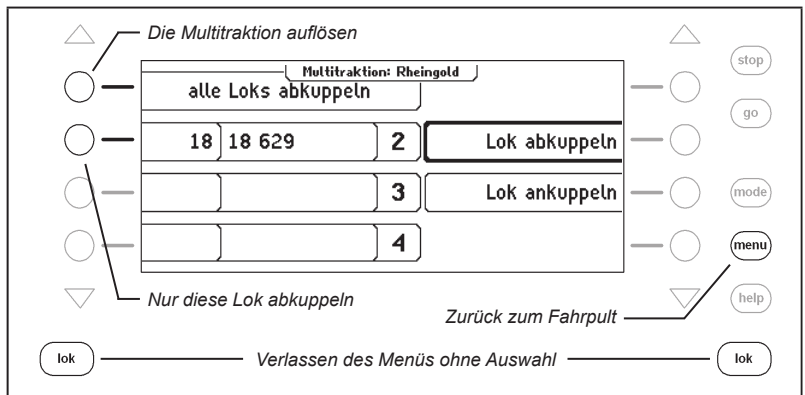 Die Multitraktion auflösen
stop
Multitraktion: Rheingold
alle Loks abkuppeln
go
18 18 629 2 Lok abkuppeln
3 Lok ankuppeln
mode
4
menu
Nur diese Lok abkuppeln
help
Zurück zum Fahrpult
lok Verlassen des Menüs ohne Auswahl lok